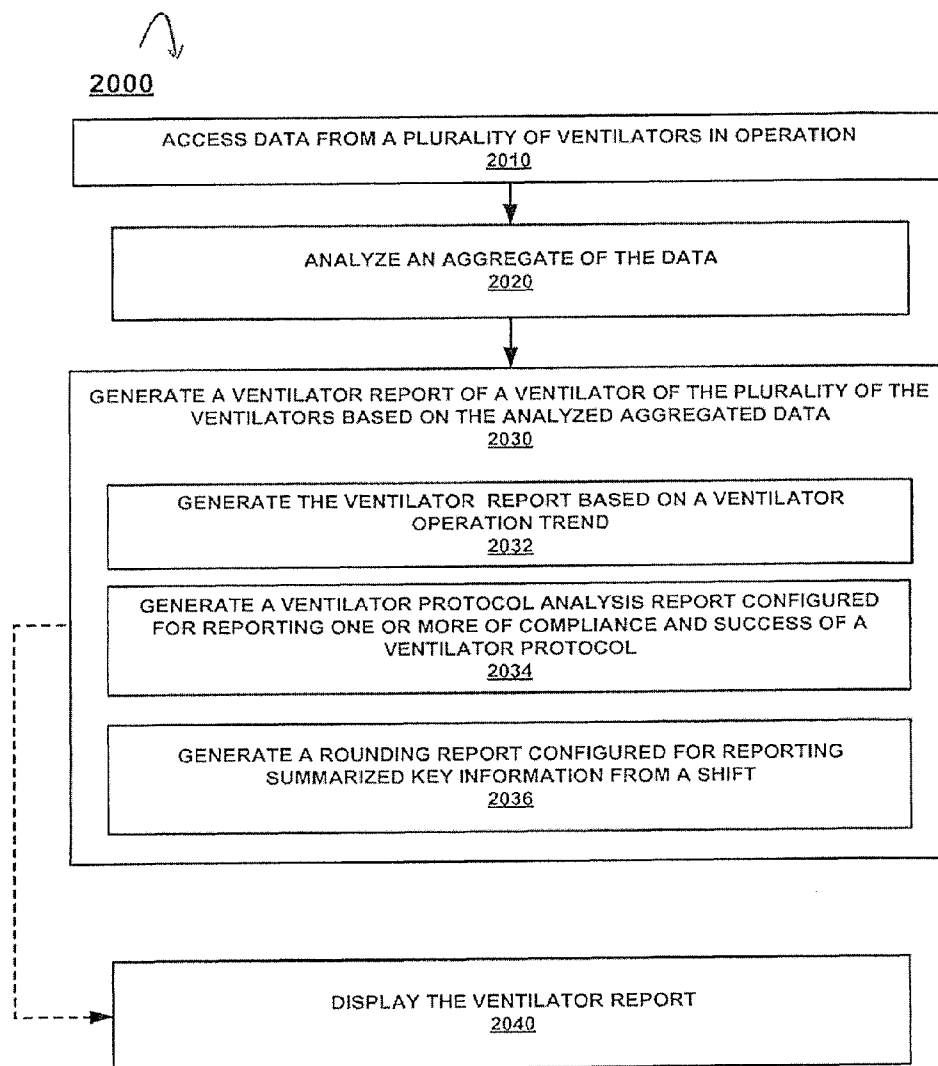 2000
ACCESS DATA FROM A PLURALITY OF VENTILATORS IN OPERATION
2010
ANALYZE AN AGGREGATE OF THE DATA
2020
GENERATE A VENTILATOR REPORT OF A VENTILATOR OF THE PLURALITY OF THE
VENTILATORS BASED ON THE ANALYZED AGGREGATED DATA
2030
GENERATE THE VENTILATOR REPORT BASED ON A VENTILATOR
OPERATION TREND
2032
GENERATE A VENTILATOR PROTOCOL ANALYSIS REPORT CONFIGURED
FOR REPORTING ONE OR MORE OF COMPLIANCE AND SUCCESS OF A
VENTILATOR PROTOCOL
2034
GENERATE A ROUNDING REPORT CONFIGURED FOR REPORTING
SUMMARIZED KEY INFORMATION FROM A SHIFT
2036
DISPLAY THE VENTILATOR REPORT
2040